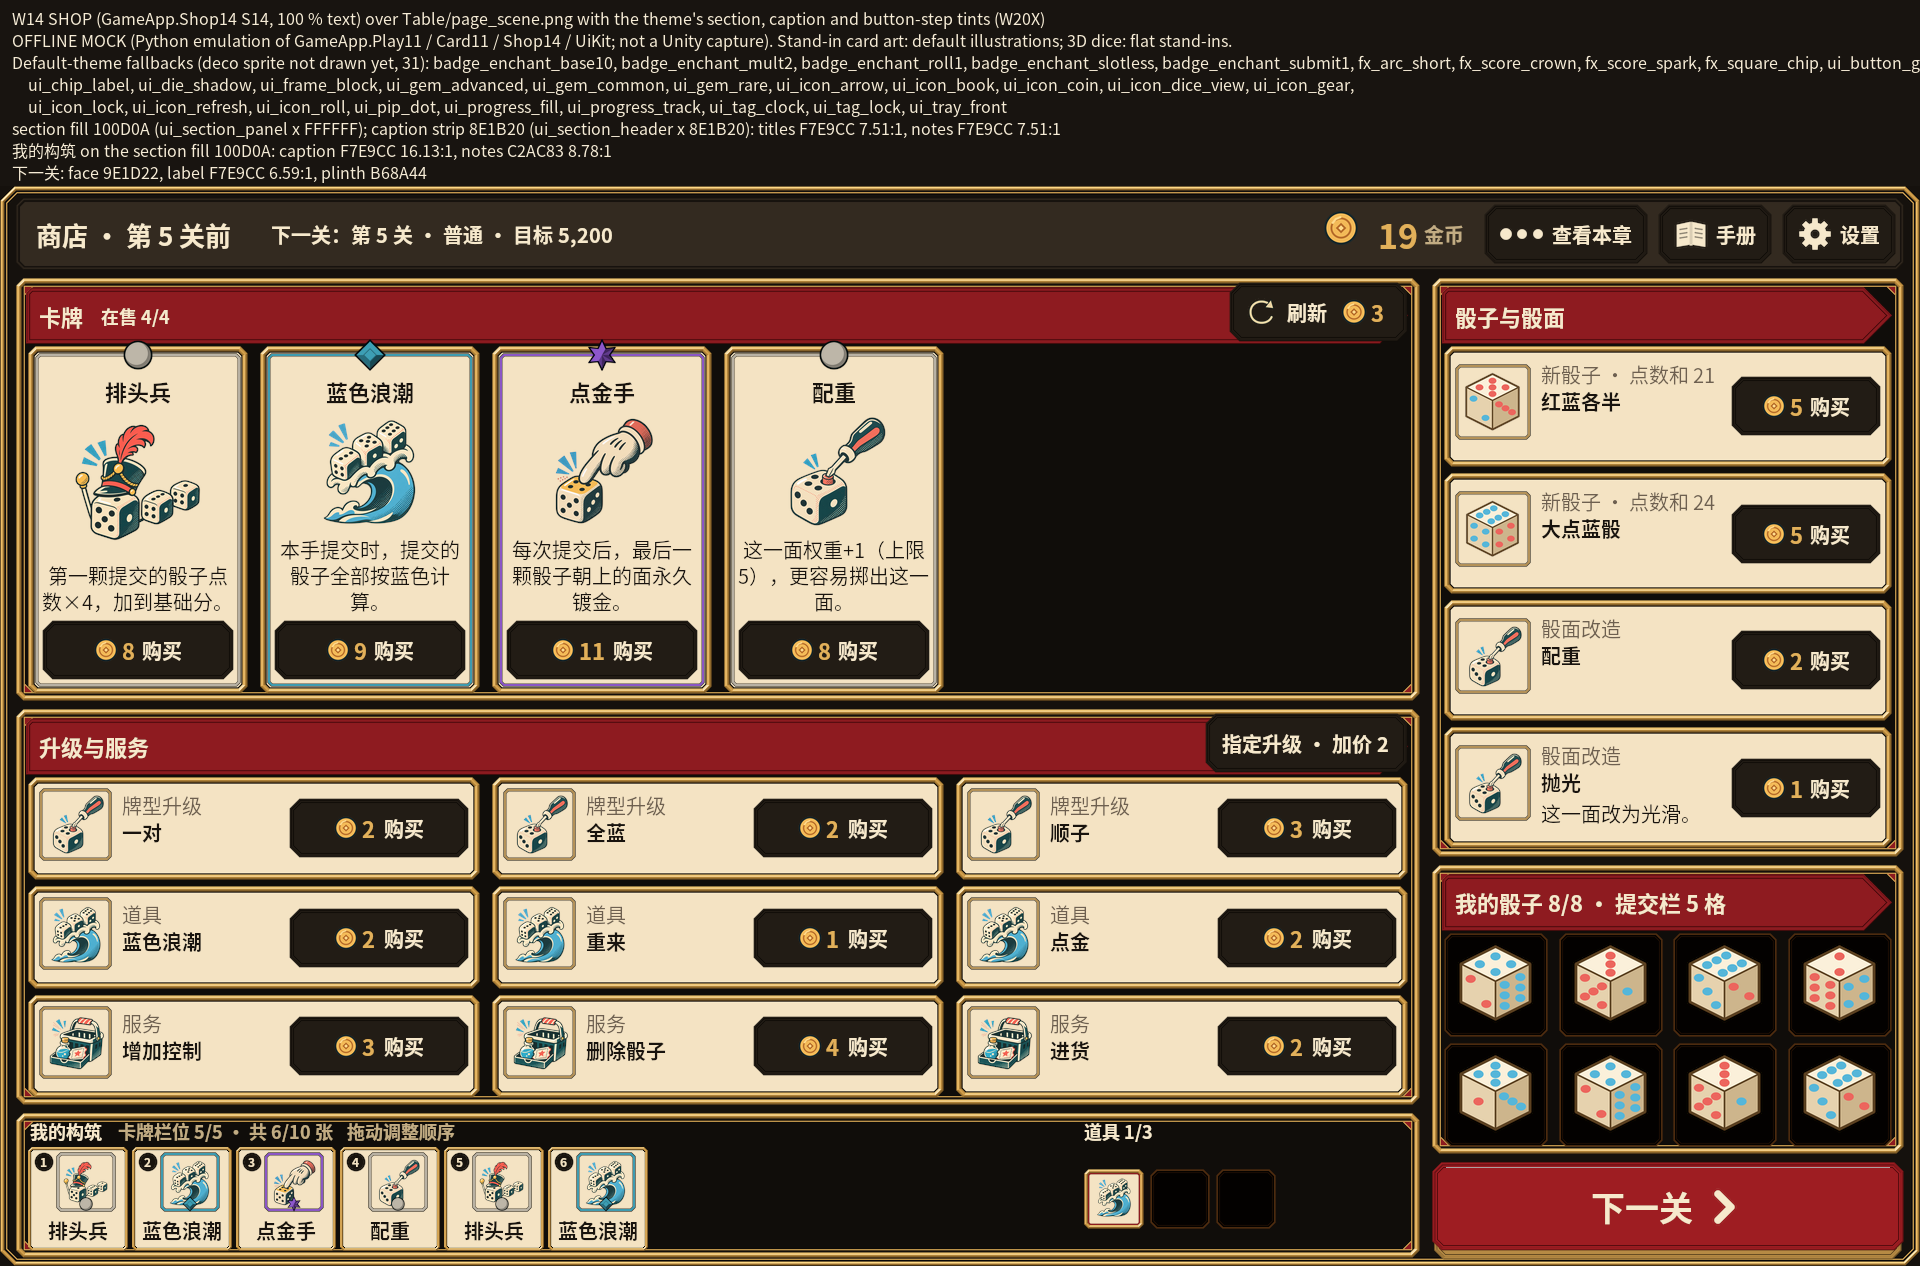 W14 SHOP (GameApp.Shop14 S14, 100 % text) over Table/page_scene.png with the theme's section, caption and button-step tints (W20X)
OFFLINE MOCK (Python emulation of GameApp.Play11 / Card11 / Shop14 / UiKit; not a Unity capture). Stand-in card art: default illustrations; 3D dice: flat stand-ins.
Default-theme fallbacks (deco sprite not drawn yet, 31): badge_enchant_base10, badge_enchant_mult2, badge_enchant_roll1, badge_enchant_slotless, badge_enchant_submit1, fx_arc_short, fx_score_crown, fx_score_spark, fx_square_chip, ui_button_g
ui_chip_label, ui_die_shadow, ui_frame_block, ui_gem_advanced, ui_gem_common, ui_gem_rare, ui_icon_arrow, ui_icon_book, ui_icon_coin, ui_icon_dice_view, ui_icon_gear,
ui_icon_lock, ui_icon_refresh, ui_icon_roll, ui_pip_dot, ui_progress_fill, ui_progress_track, ui_tag_clock, ui_tag_lock, ui_tray_front
section fill 100D0A (ui_section_panel x FFFFFF); caption strip 8E1B20 (ui_section_header x 8E1B20): titles F7E9CC 7.51:1, notes F7E9CC 7.51:1
我的构筑 on the section fill 100D0A: caption F7E9CC 16.13:1, notes C2AC83 8.78:1
下一关: face 9E1D22, label F7E9CC 6.59:1, plinth B68A44
商店 · 第 5 关前 下一关：第 5 关 · 普通 · 目标 5,200 19 金币 查看本章 手册 设置
卡牌 在售 4/4 刷新 3
排头兵
第一颗提交的骰子点
数×4，加到基础分。
8 购买
蓝色浪潮
本手提交时，提交的
骰子全部按蓝色计
算。
9 购买
点金手
每次提交后，最后一
颗骰子朝上的面永久
镀金。
11 购买
配重
这一面权重+1（上限
5），更容易掷出这一
面。
8 购买
骰子与骰面
新骰子 · 点数和 21
红蓝各半
5 购买
新骰子 · 点数和 24
大点蓝骰
5 购买
骰面改造
配重
2 购买
骰面改造
抛光
这一面改为光滑。
1 购买
升级与服务 指定升级 · 加价 2
牌型升级
一对
2 购买
牌型升级
全蓝
2 购买
牌型升级
顺子
3 购买
道具
蓝色浪潮
2 购买
道具
重来
1 购买
道具
点金
2 购买
服务
增加控制
3 购买
服务
删除骰子
4 购买
服务
进货
2 购买
我的骰子 8/8 · 提交栏 5 格
我的构筑 卡牌栏位 5/5 · 共 6/10 张 拖动调整顺序 道具 1/3
1 排头兵
2 蓝色浪潮
3 点金手
4 配重
5 排头兵
6 蓝色浪潮
下一关